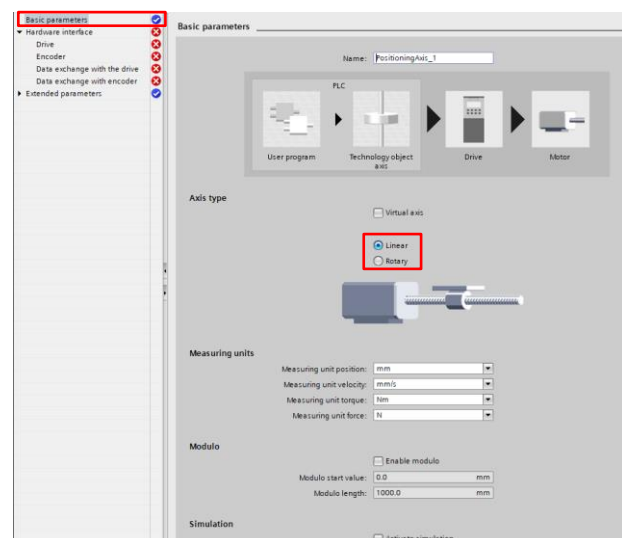 Basic parameters
Hardware interface
Drive
Encoder
Data exchange with the drive
Data exchange with encoder
Extended parameters
Basic parameters
Name: PositioningAxis_1
PLC
User program
Technology object axis
Drive
Motor
Axis type
Virtual axis
Linear
Rotary
Measuring units
Measuring unit position: mm
Measuring unit velocity: mm/s
Measuring unit torque: Nm
Measuring unit force: N
Modulo
Enable modulo
Modulo start value: 0.0 mm
Modulo length: 1000.0 mm
Simulation
Activate simulation